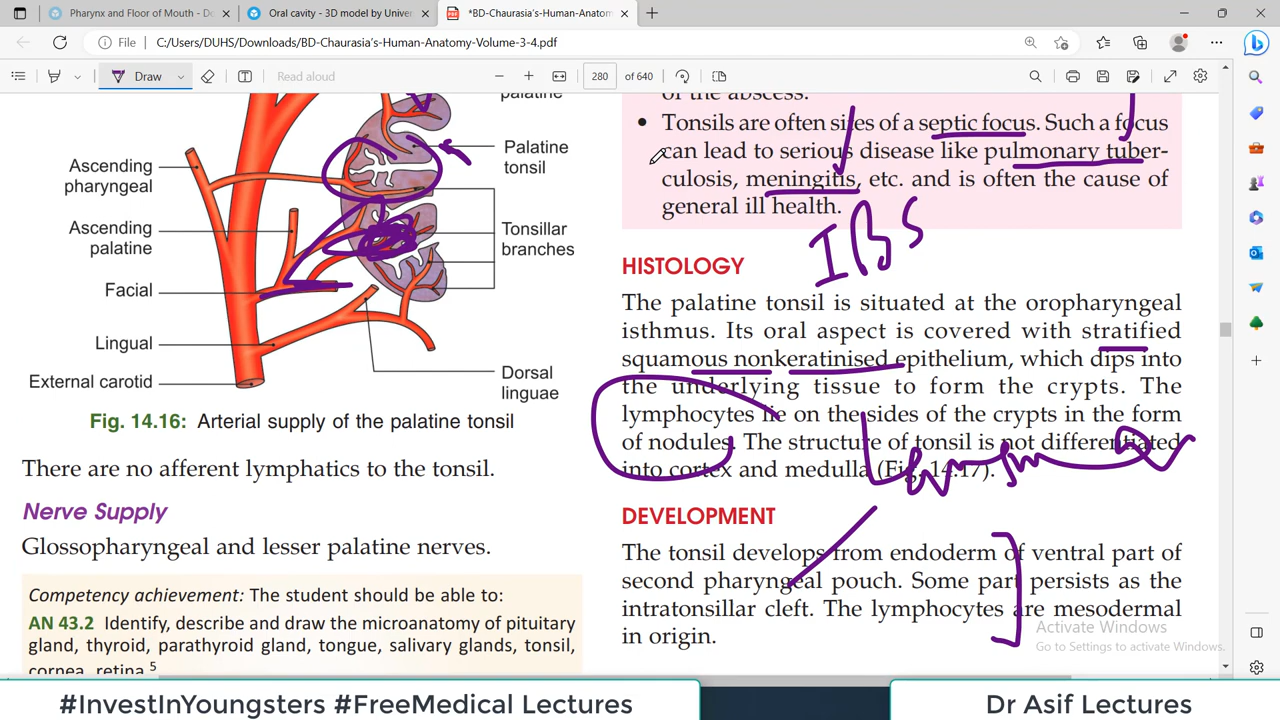 Pharynx and Floor of Mouth - De
Oral cavity - 3D model by Univer
*BD-Chaurasia's-Human-Anatom
File
C:/Users/DUHS/Downloads/BD-Chaurasia's-Human-Anatomy-Volume-3-4.pdf
Draw
Read aloud
280 of 640
palatine
Palatine
tonsil
Ascending
pharyngeal
Ascending
palatine
Tonsillar
branches
Facial
Lingual
External carotid
Dorsal
linguae
Fig. 14.16: Arterial supply of the palatine tonsil
There are no afferent lymphatics to the tonsil.
Nerve Supply
Glossopharyngeal and lesser palatine nerves.
Competency achievement: The student should be able to:
AN 43.2 Identify, describe and draw the microanatomy of pituitary
gland, thyroid, parathyroid gland, tongue, salivary glands, tonsil,
cornea, retina.5
of the abscess.
• Tonsils are often sites of a septic focus. Such a focus
can lead to serious disease like pulmonary tuber-
culosis, meningitis, etc. and is often the cause of
general ill health.
IBS
HISTOLOGY
The palatine tonsil is situated at the oropharyngeal
isthmus. Its oral aspect is covered with stratified
squamous nonkeratinised epithelium, which dips into
the underlying tissue to form the crypts. The
lymphocytes lie on the sides of the crypts in the form
of nodules. The structure of tonsil is not differentiated
into cortex and medulla (Fig. 14.17).
DEVELOPMENT
The tonsil develops from endoderm of ventral part of
second pharyngeal pouch. Some part persists as the
intratonsillar cleft. The lymphocytes are mesodermal
in origin.
Activate Windows
Go to Settings to activate Windows.
#InvestInYoungsters #FreeMedical Lectures
Dr Asif Lectures